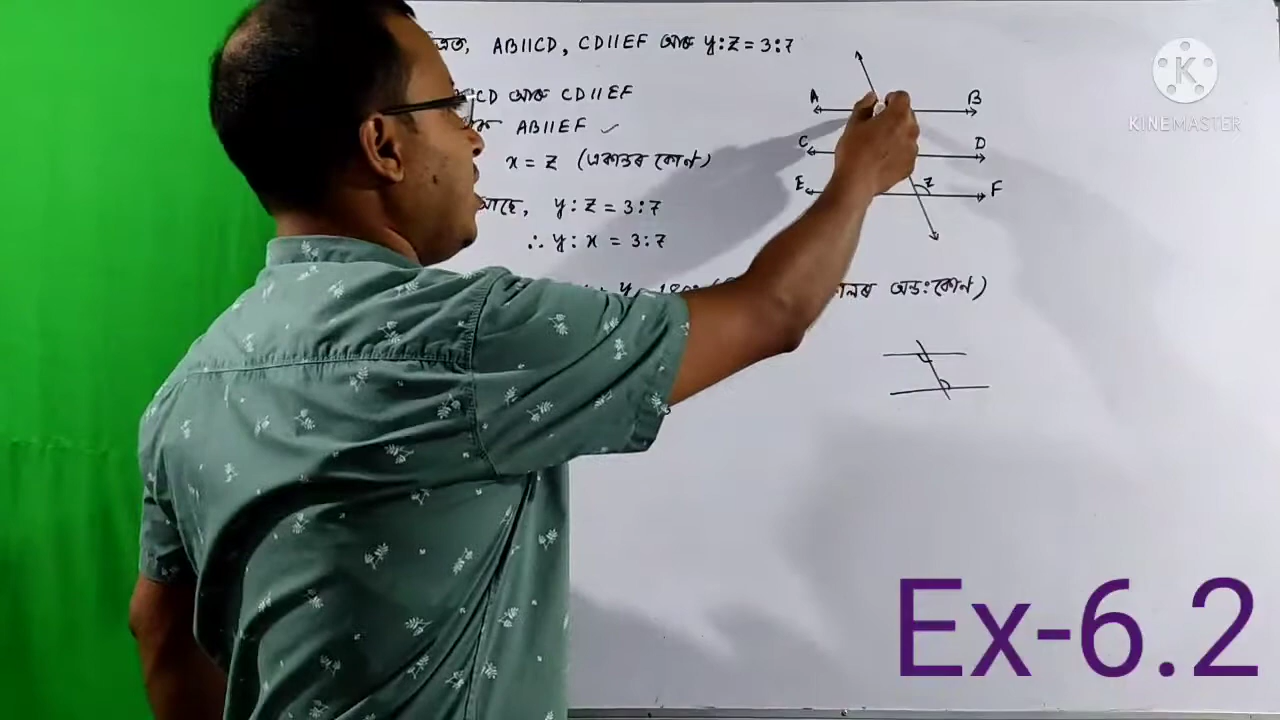 AB||CD, CD||EF আৰু y:z = 3:7
CD আৰু CD||EF
AB||EF ✓
x = z (একান্তৰ কোণ)
আছে, y:z = 3:7
∴ y:x = 3:7
অন্তঃকোণ)
A B
C D
E z F
KINEMASTER
Ex-6.2